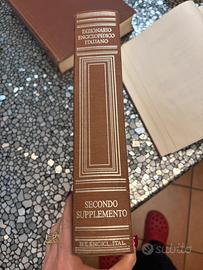 DIZIONARIO
ENCICLOPEDICO
ITALIANO
SECONDO
SUPPLEMENTO
IST. ENCICL. ITAL.
subito